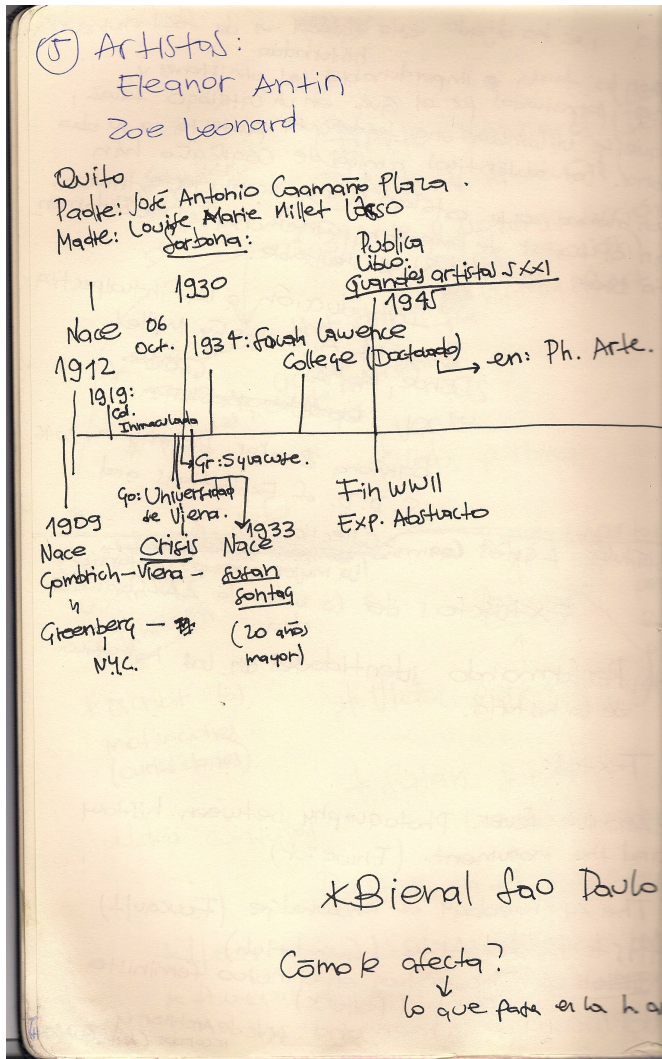 5 Artistas:
Eleanor Antin
Zoe Leonard
Quito
Padre: José Antonio Caamaño Plaza.
Madre: Louise Marie Millet Lasso
Sorbona:
Publica
Libro:
Grandes artistas S XXI
1930
1945
Nace
06
Oct.
1912
1934: Sarah Lawrence
College (Doctorado)
en: Ph. Arte.
1919:
Col.
Inmaculada
Gr: Syracuse.
go: Universidad
de Viena.
Fin WWII
Exp. Abstracto
1909
Nace
Gombrich - Viena -
Crisis
1933
Nace
Susan
Sontag
(20 años
mayor)
Greenberg -
N.Y.C.
*Bienal Sao Paulo
Cómo le afecta?
lo que pasa en la